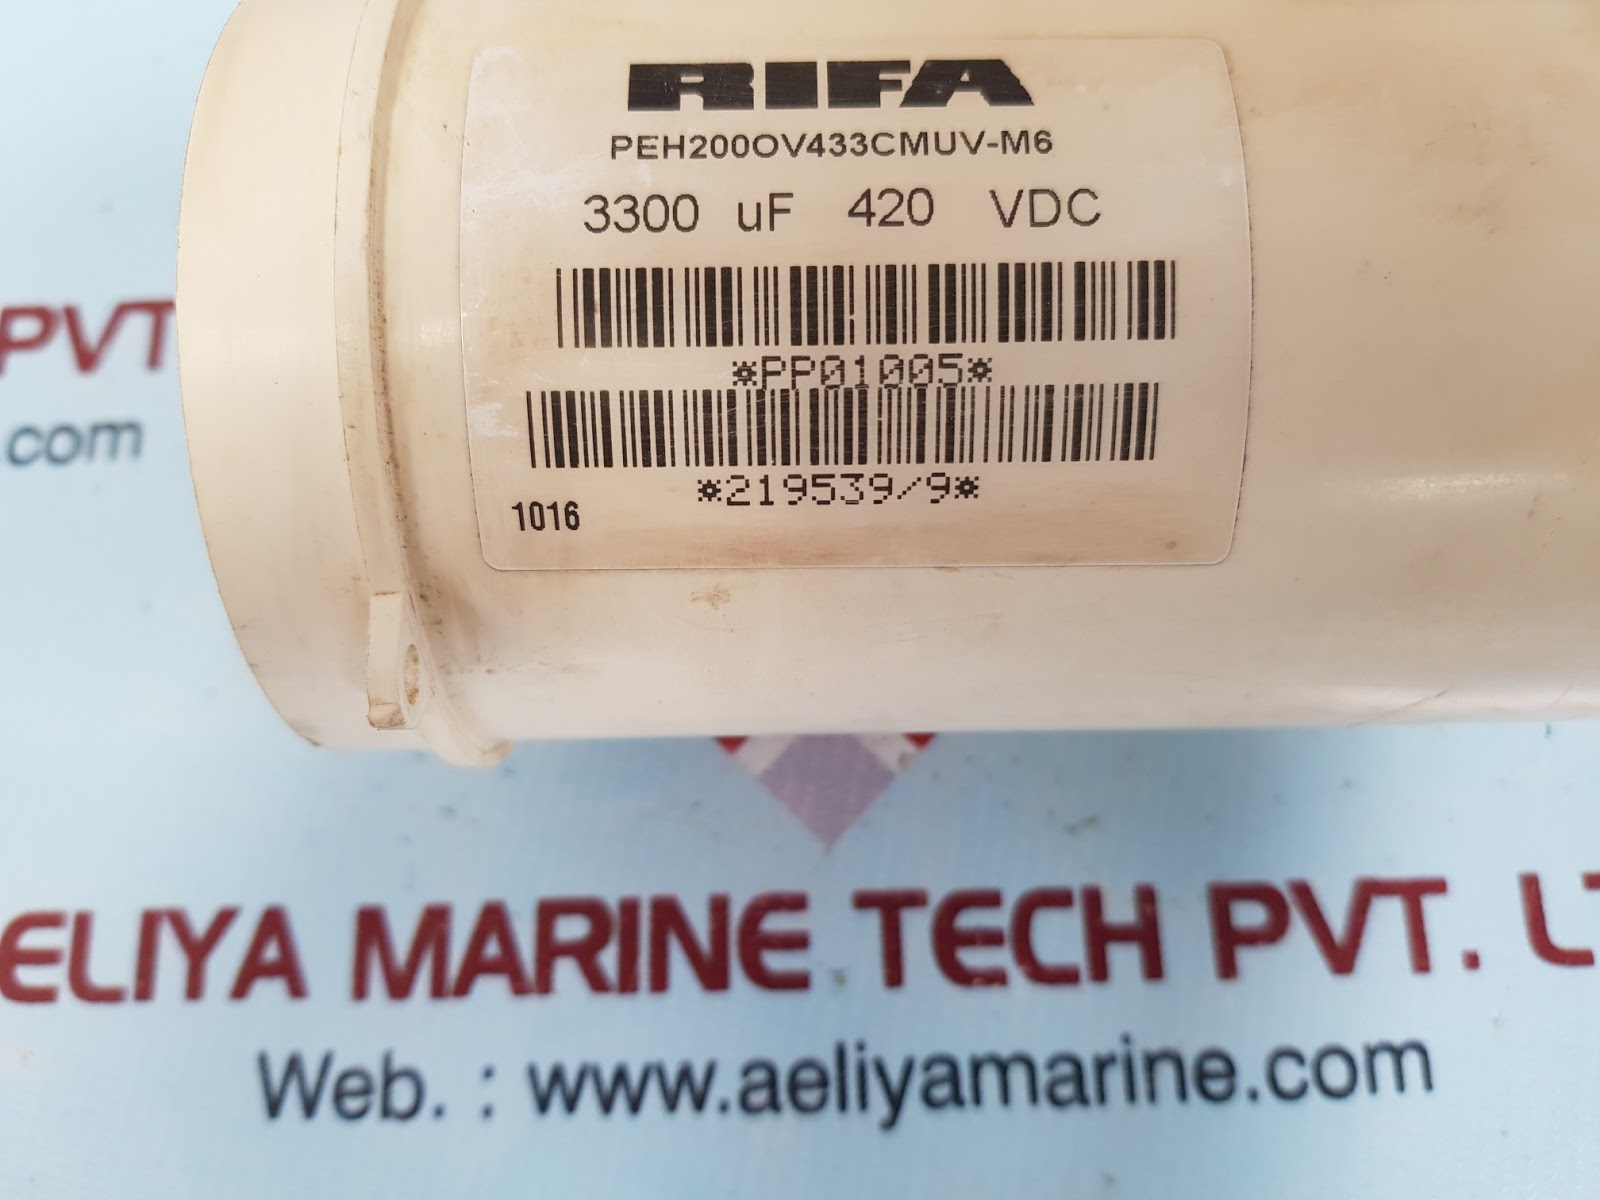 RIFA
PEH200OV433CMUV-M6
3300 uF 420 VDC
*PP01005*
*219539/9*
1016
PVT
.com
ELIYA MARINE TECH PVT. LT
Web. : www.aeliyamarine.com